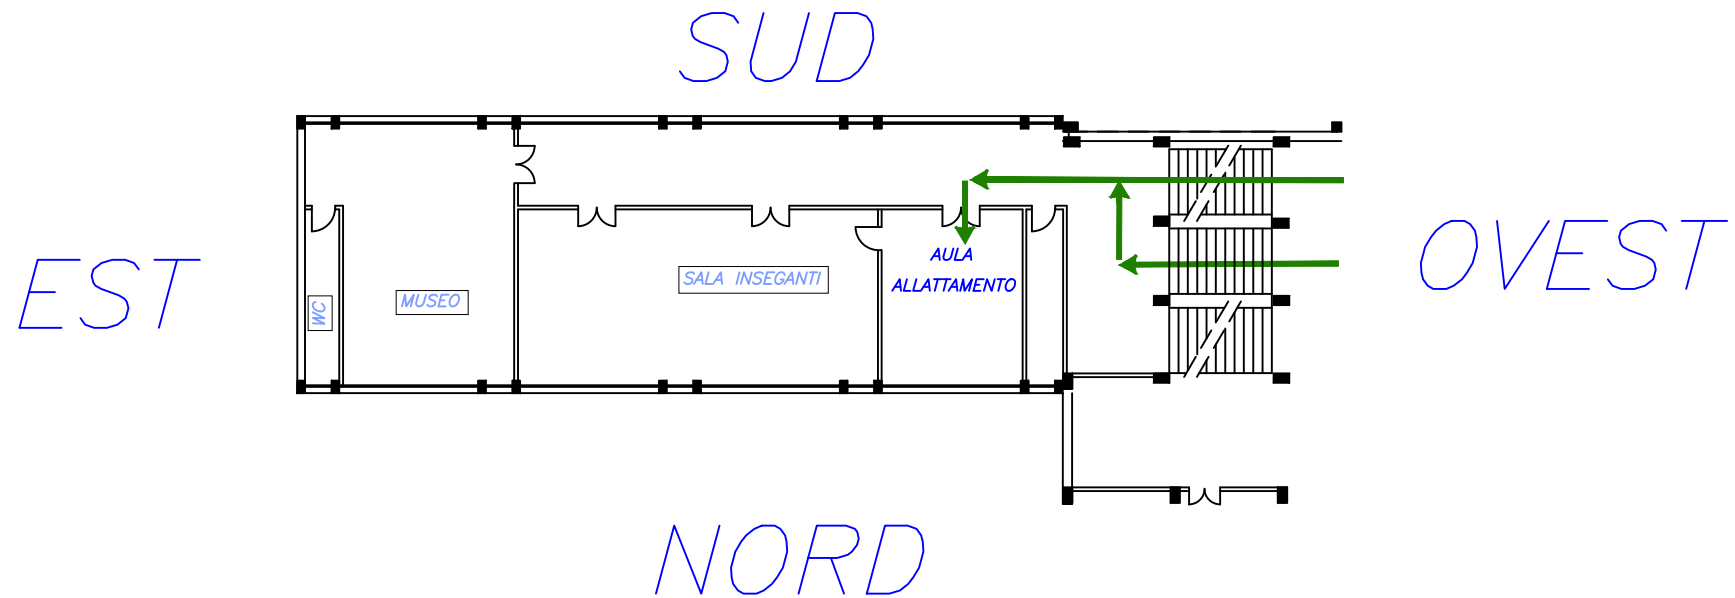 SUD
EST
WC
MUSEO
SALA INSEGANTI
AULA
ALLATTAMENTO
OVEST
NORD